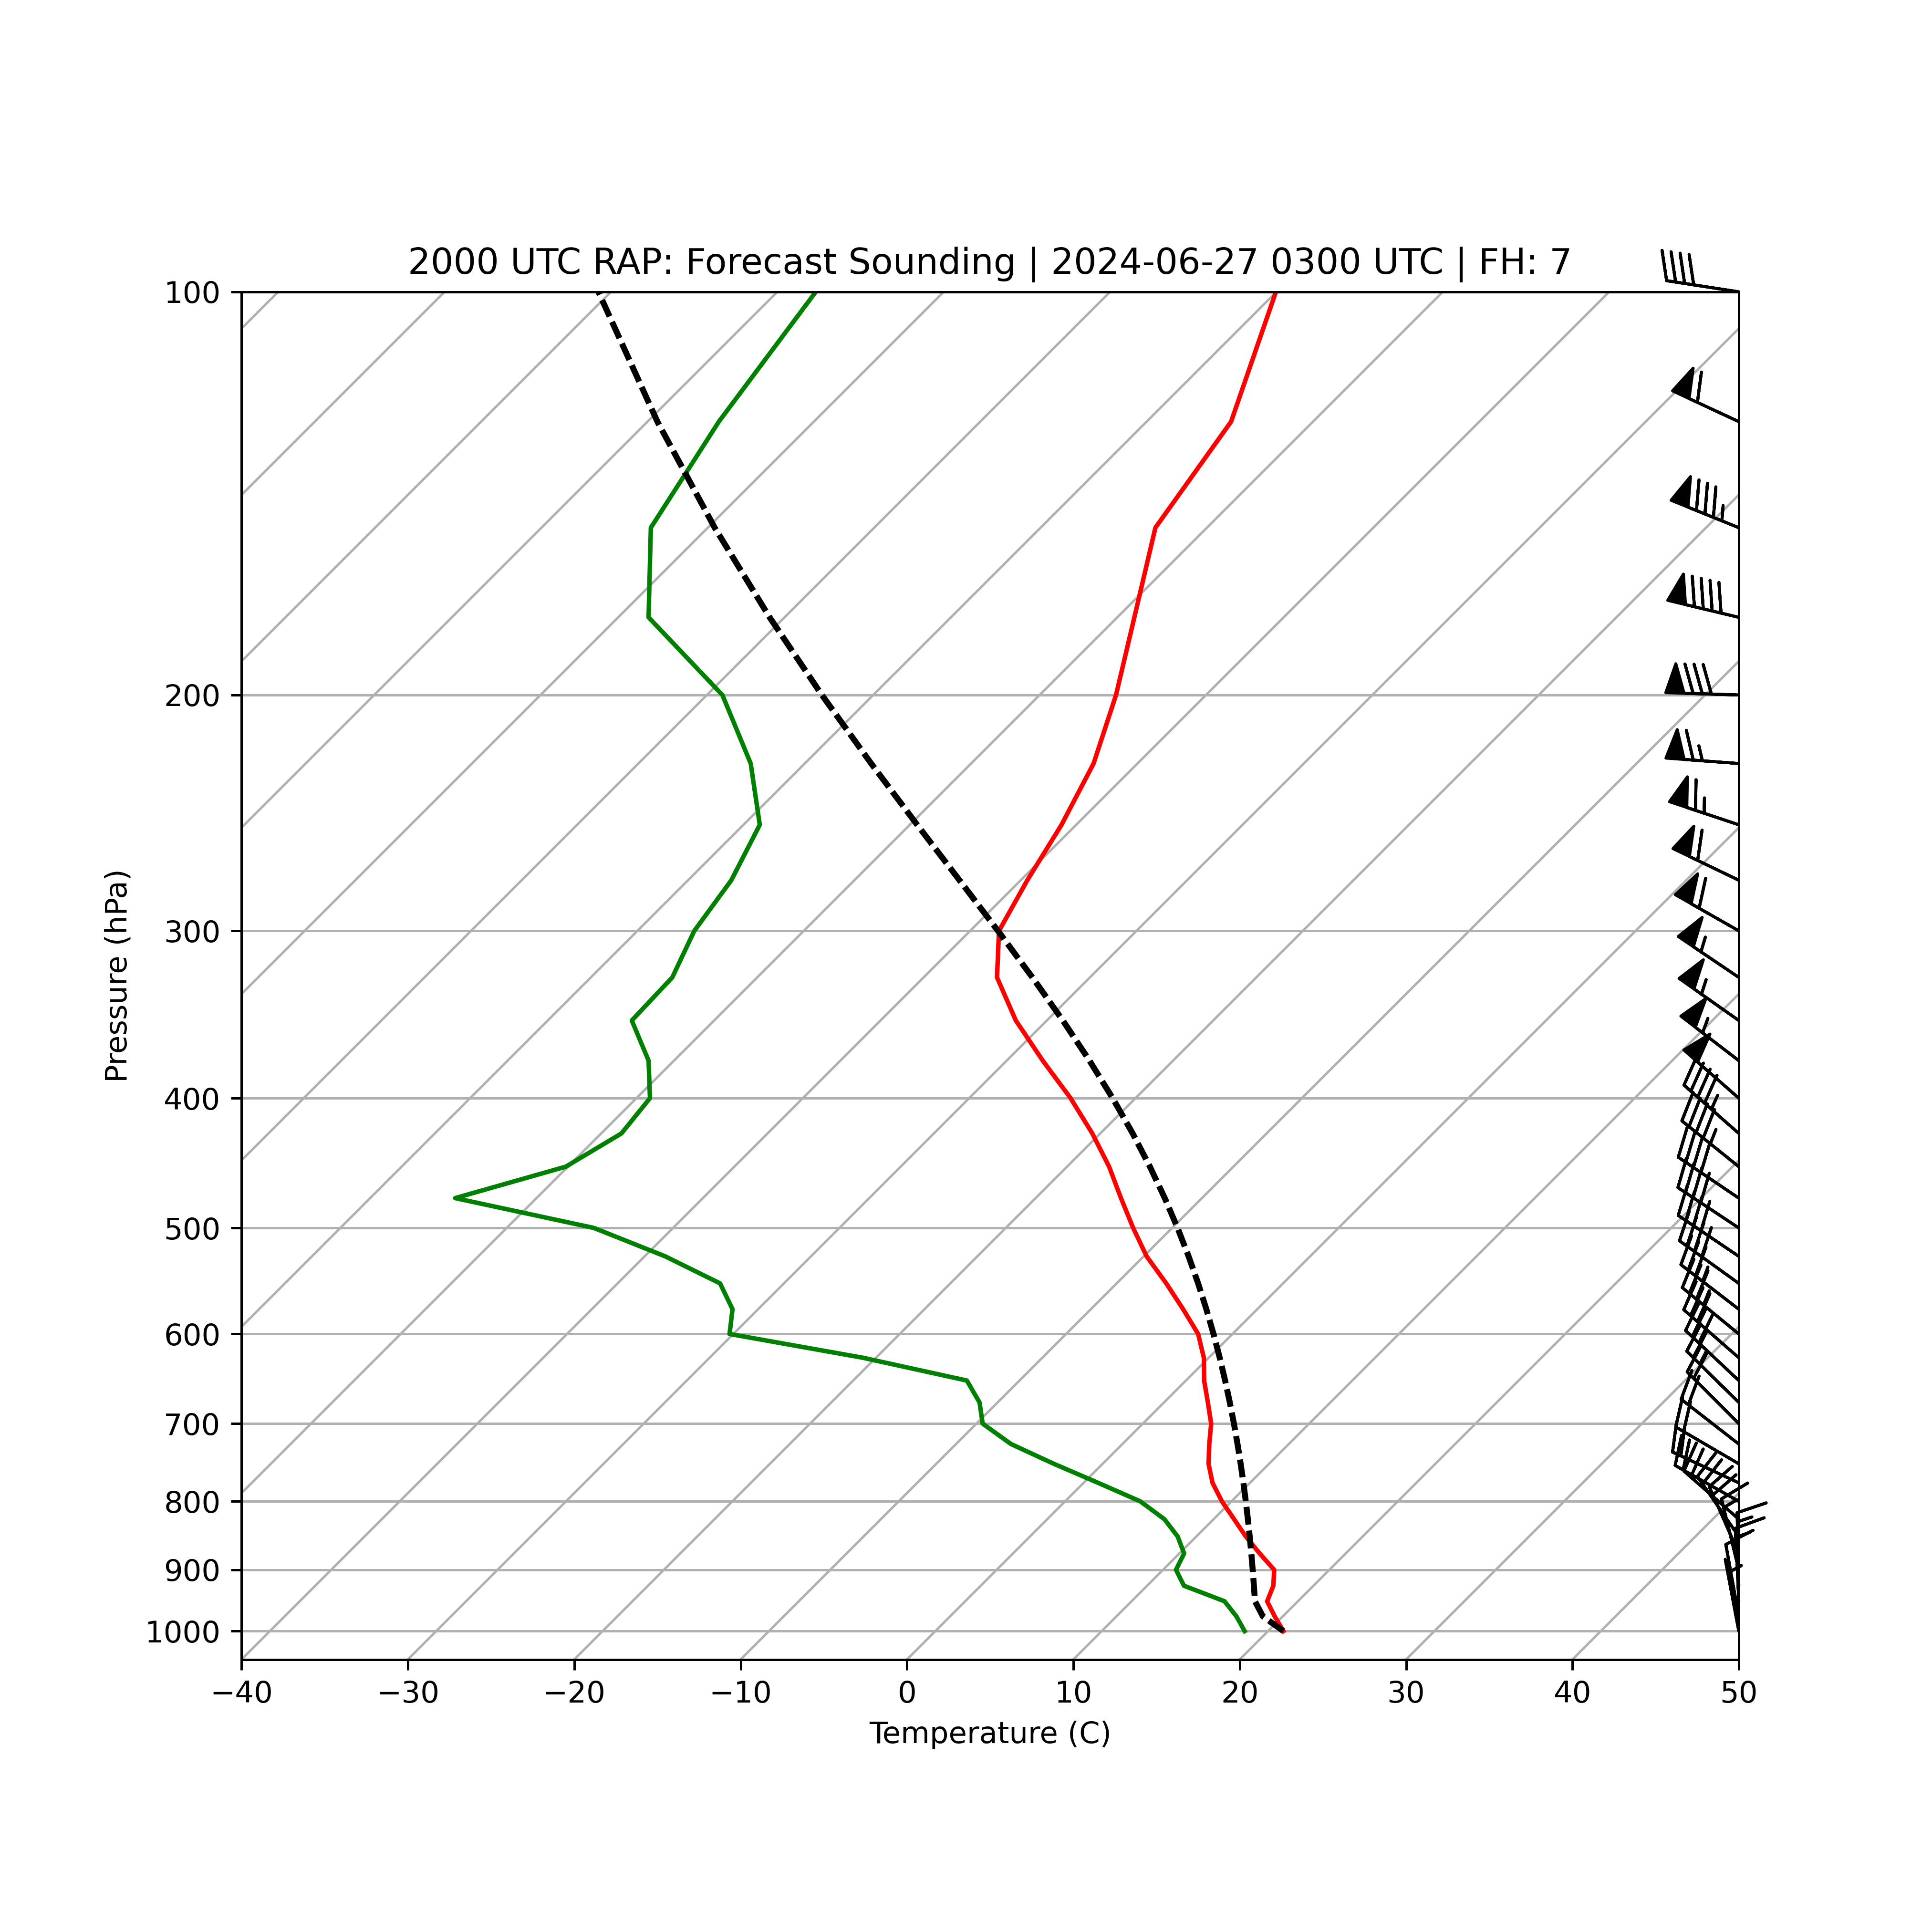 2000 UTC RAP: Forecast Sounding | 2024-06-27 0300 UTC | FH: 7
100
200
300
400
500
600
700
800
900
1000
Pressure (hPa)
−40 −30 −20 −10 0 10 20 30 40 50
Temperature (C)